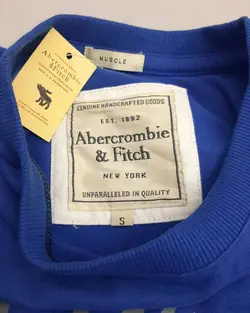 Abercrombie
& Fitch
MUSCLE
GENUINE HANDCRAFTED GOODS
EST. 1892
Abercrombie
& Fitch
NEW YORK
UNPARALLELED IN QUALITY
S